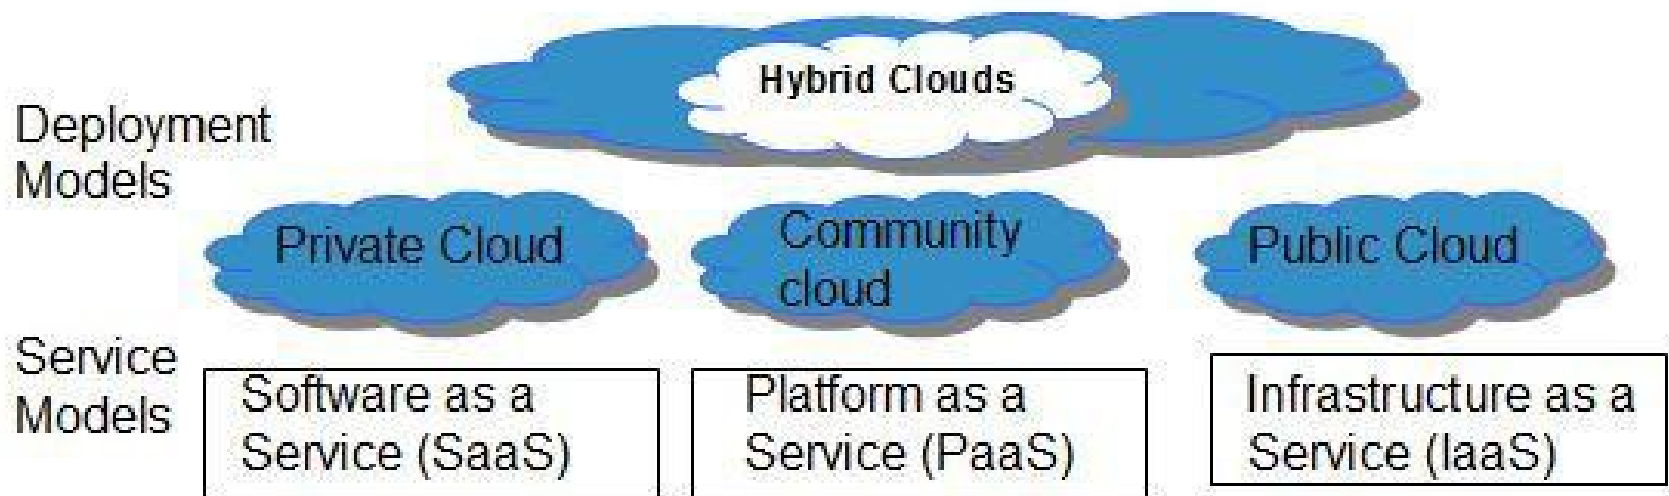 Hybrid Clouds
Deployment
Models
Private Cloud
Community
cloud
Public Cloud
Service
Models
Software as a
Service (SaaS)
Platform as a
Service (PaaS)
Infrastructure as a
Service (IaaS)